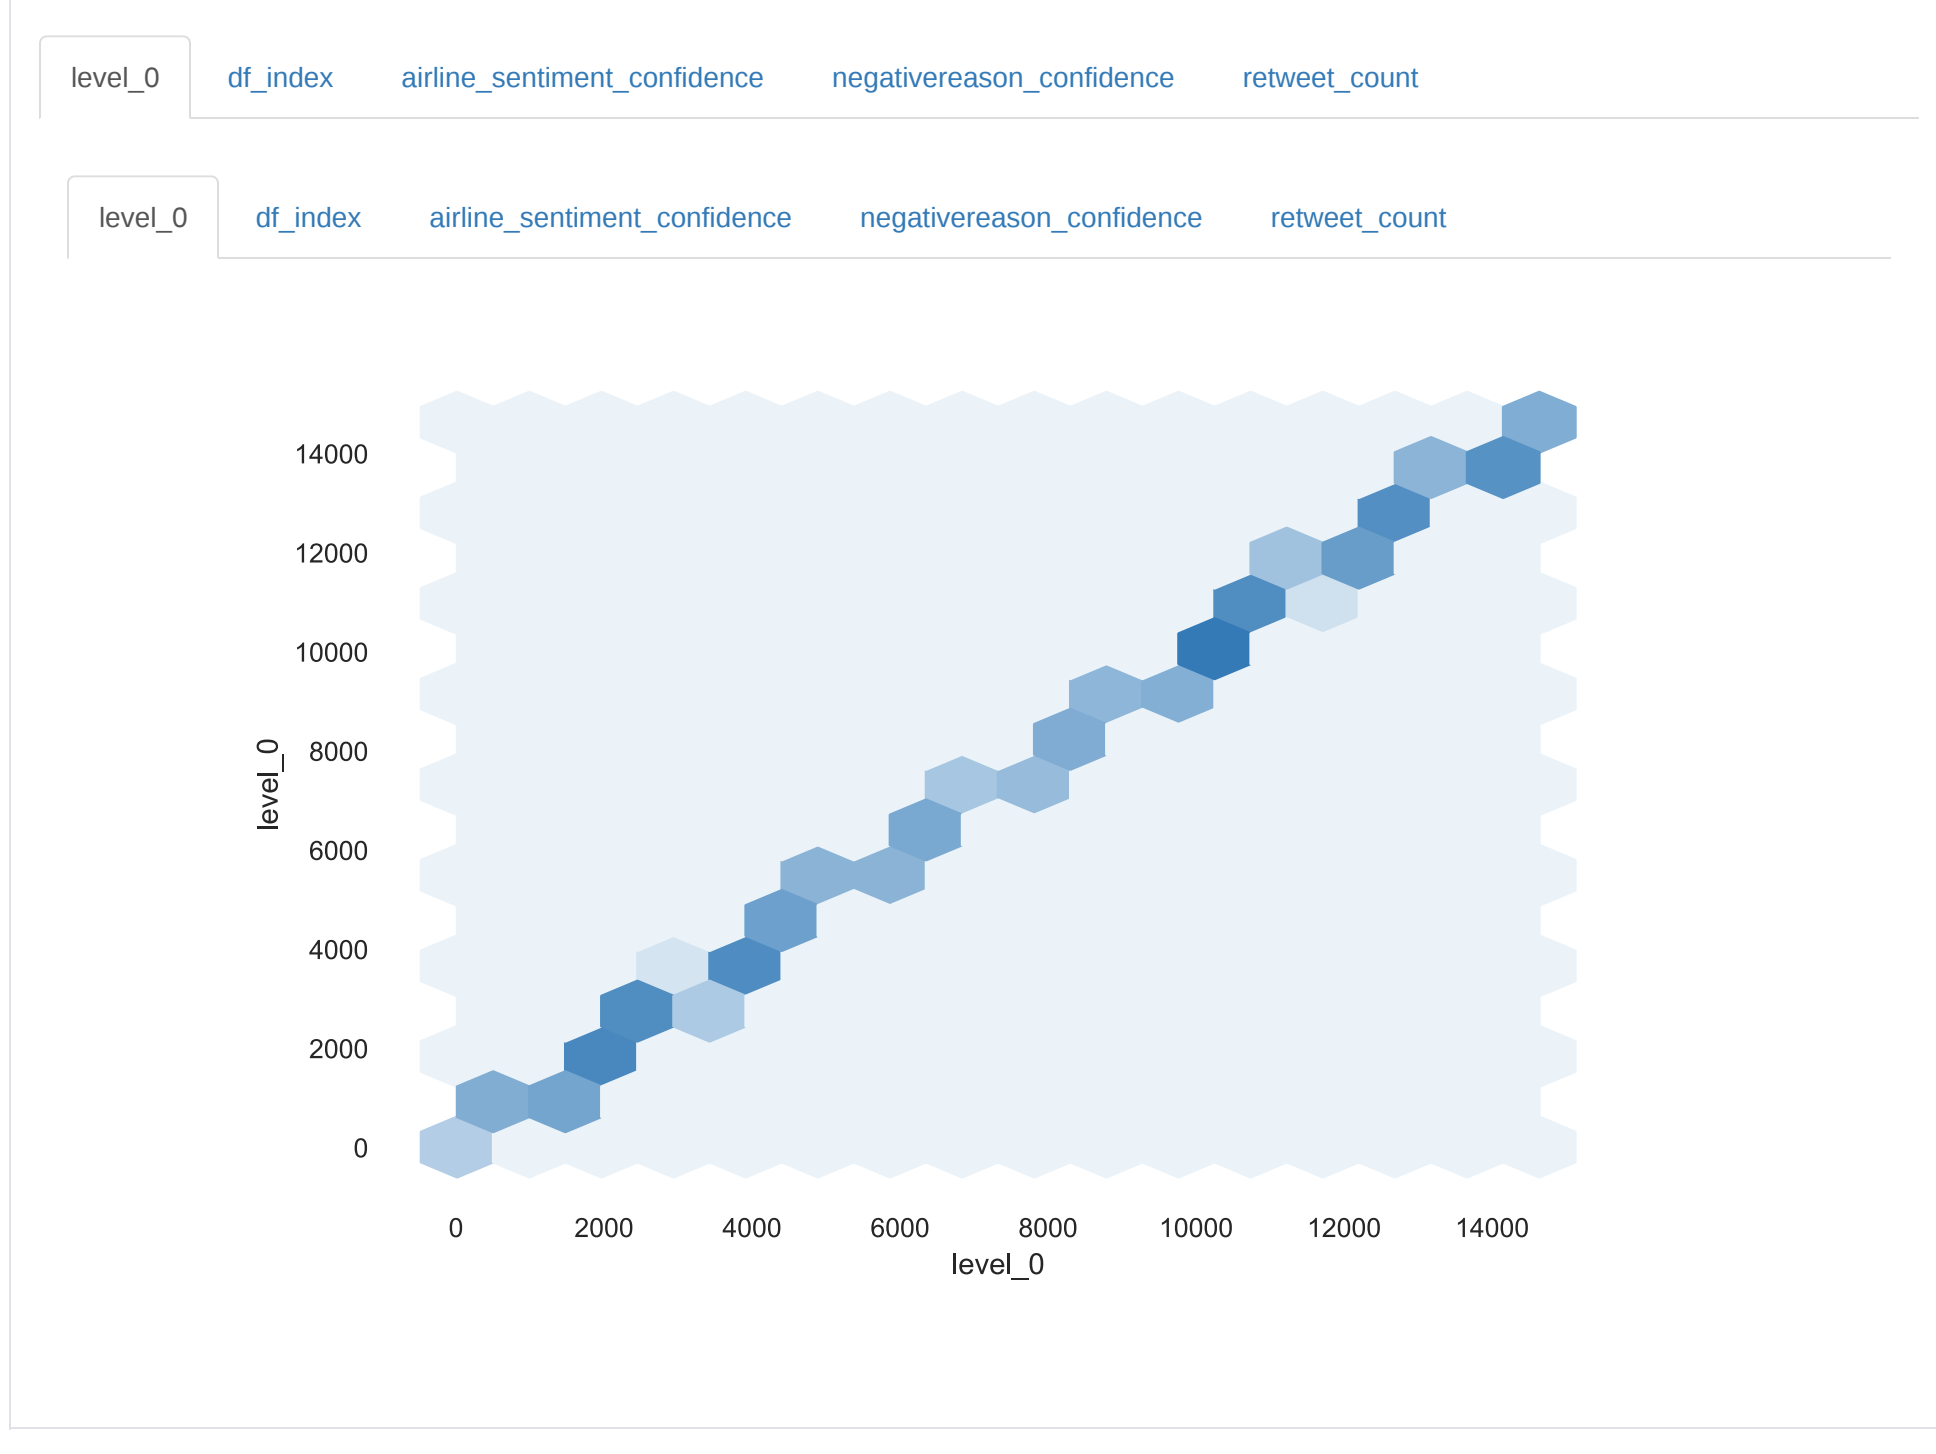 level_0 df_index airline_sentiment_confidence negativereason_confidence retweet_count
level_0 df_index airline_sentiment_confidence negativereason_confidence retweet_count
14000
12000
10000
8000
6000
4000
2000
0
level_0
0 2000 4000 6000 8000 10000 12000 14000
level_0